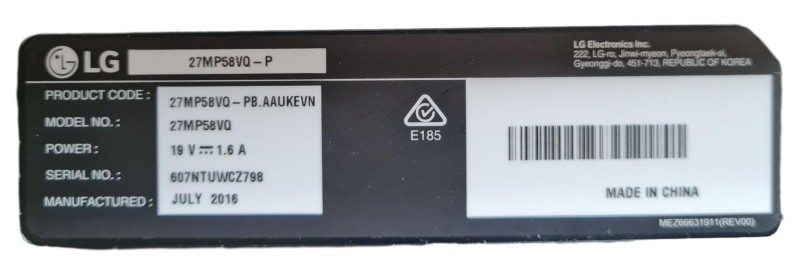 LG 27MP58VQ-P
LG Electronics Inc.
222, LG-ro, Jinwi-myeon, Pyeongtaek-si,
Gyeonggi-do, 451-713, REPUBLIC OF KOREA
PRODUCT CODE : 27MP58VQ-PB.AAUKEVN
MODEL NO. : 27MP58VQ
POWER : 19 V ⎓ 1.6 A
SERIAL NO. : 607NTUWCZ798
MANUFACTURED : JULY 2016
E185
MADE IN CHINA
MEZ66631911(REV00)